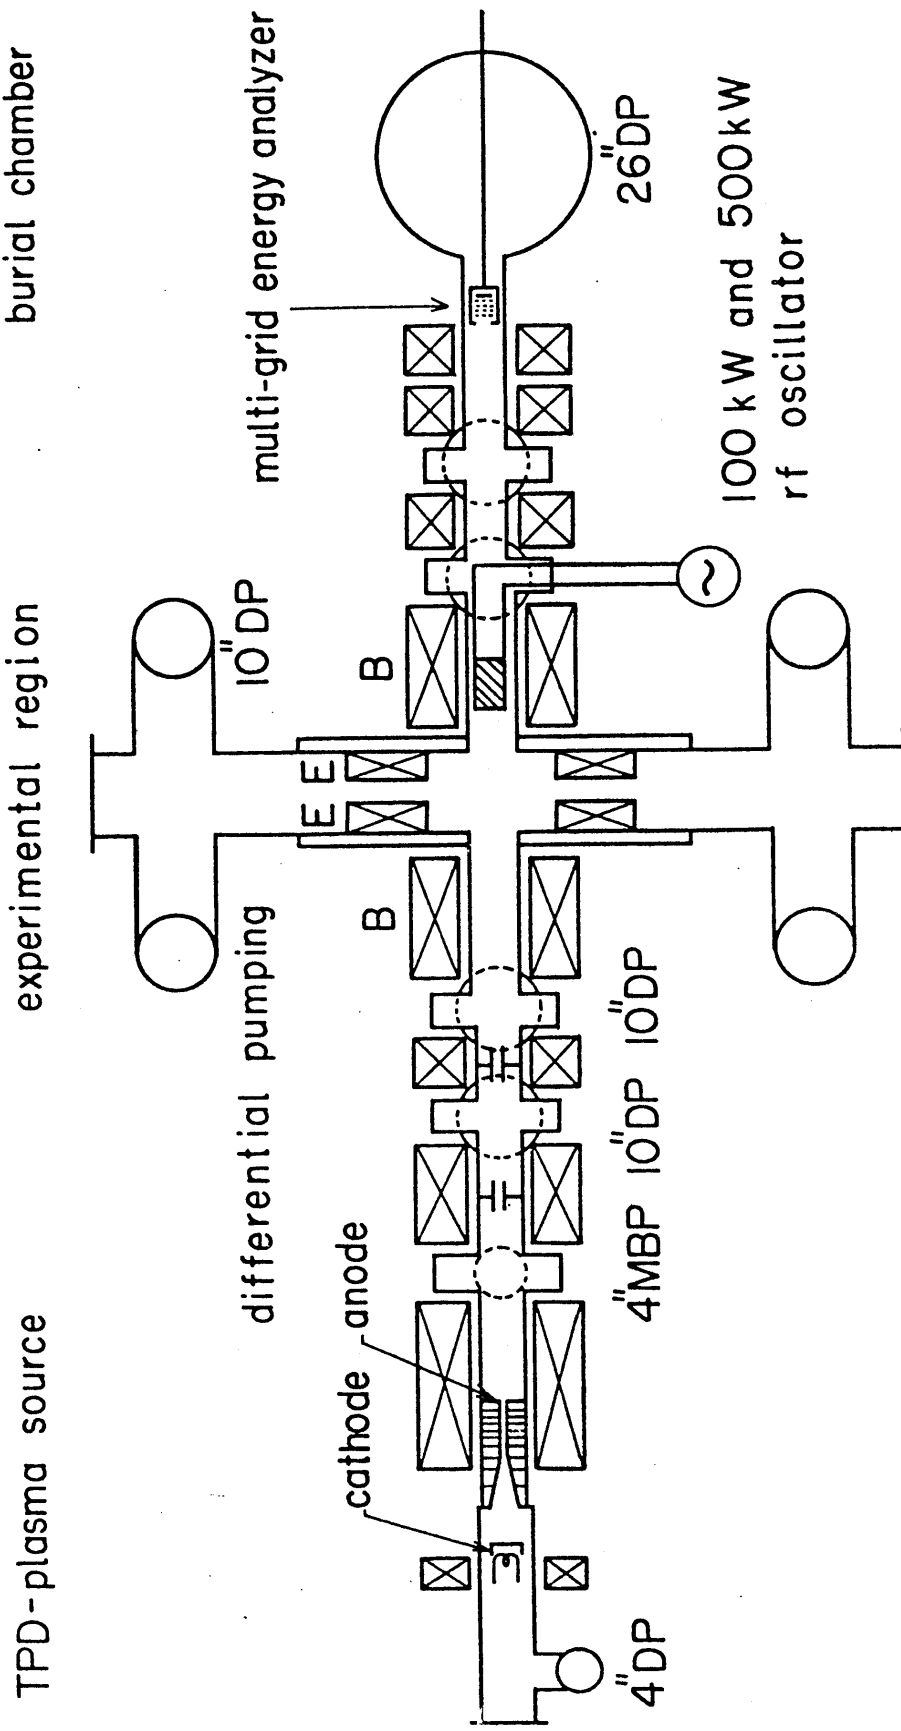 TPD-plasma source
experimental region
burial chamber
differential pumping
multi-grid energy analyzer
10"DP
cathode
anode
B
E E
B
4"DP
4"MBP 10"DP 10"DP
26"DP
100 kW and 500 kW
rf oscillator